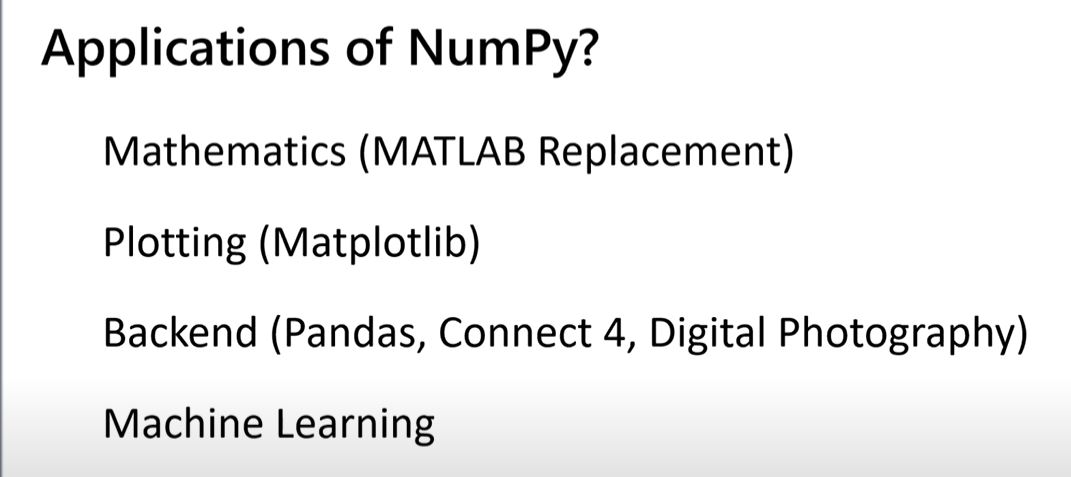 Applications of NumPy?
Mathematics (MATLAB Replacement)
Plotting (Matplotlib)
Backend (Pandas, Connect 4, Digital Photography)
Machine Learning